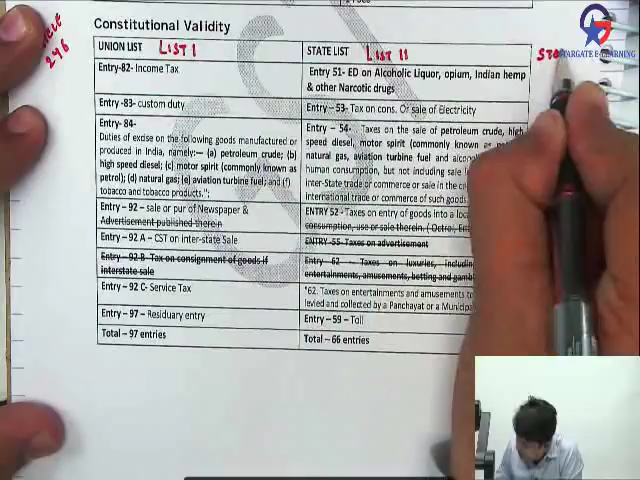 Constitutional Validity
246
UNION LIST LIST I
STATE LIST LIST II
STARGATE E-LEARNING
Entry-82- Income Tax
Entry 51- ED on Alcoholic Liquor, opium, Indian hemp
& other Narcotic drugs
Entry-83- custom duty
Entry – 53- Tax on cons. Or sale of Electricity
Entry-84-
Duties of excise on the following goods manufactured or
produced in India, namely:— (a) petroleum crude; (b)
high speed diesel; (c) motor spirit (commonly known as
petrol); (d) natural gas; (e) aviation turbine fuel; and (f)
tobacco and tobacco products.";
Entry – 54- Taxes on the sale of petroleum crude, high
speed diesel, motor spirit (commonly known as
natural gas, aviation turbine fuel and
human consumption, but not including sale
inter-State trade or commerce or sale in the
international trade or commerce of such goods.
Entry – 92 – sale or pur of Newspaper &
Advertisement published therein
ENTRY 52 - Taxes on entry of goods into a
consumption, use or sale therein. ( Octroi,
Entry – 92 A – CST on inter-state Sale
ENTRY -55- Taxes on advertisement
Entry – 92 B- Tax on consignment of goods if
interstate sale
Entry – 62 – Taxes on luxuries,
entertainments, amusements, betting and
Entry – 92 C- Service Tax
"62. Taxes on entertainments and amusements to
levied and collected by a Panchayat or a
Entry – 97 – Residuary entry
Entry – 59 – Toll
Total – 97 entries
Total – 66 entries